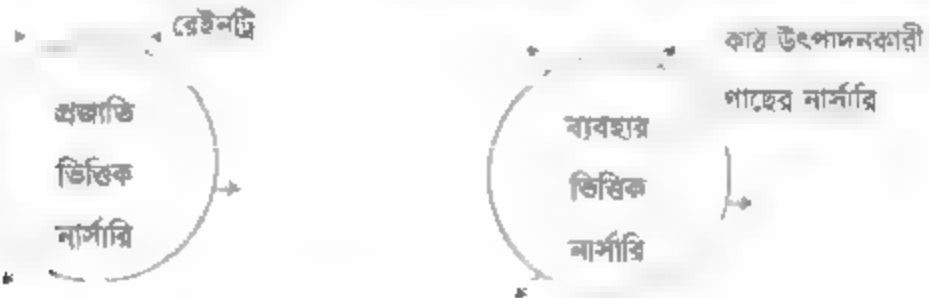 রেইনট্রি
প্রজাতি
ভিত্তিক
নার্সারি
কাঠ উৎপাদনকারী
গাছের নার্সারি
ব্যবহার
ভিত্তিক
নার্সারি